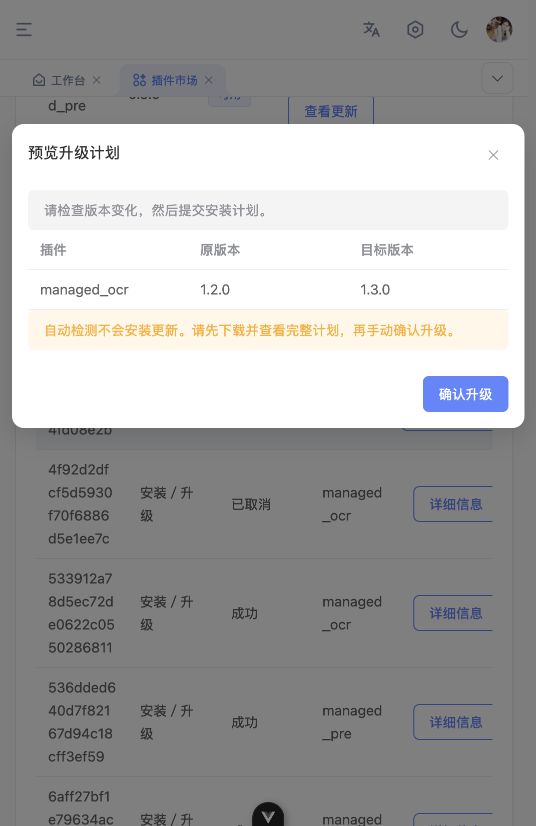 工作台
插件市场
d_pre
查看更新
预览升级计划
请检查版本变化，然后提交安装计划。
插件 原版本 目标版本
managed_ocr 1.2.0 1.3.0
自动检测不会安装更新。请先下载并查看完整计划，再手动确认升级。
确认升级
4fd08e2b
4f92d2df
cf5d5930
f70f6886
d5e1ee7c
安装 / 升
级
已取消
managed
_ocr
详细信息
533912a7
8d5ec72d
e0622c05
50286811
安装 / 升
级
成功
managed
_ocr
详细信息
536dded6
40d7f821
67d94c18
cff3ef59
安装 / 升
级
成功
managed
_pre
详细信息
6aff27bf1
e79634ac
安装 / 升
managed